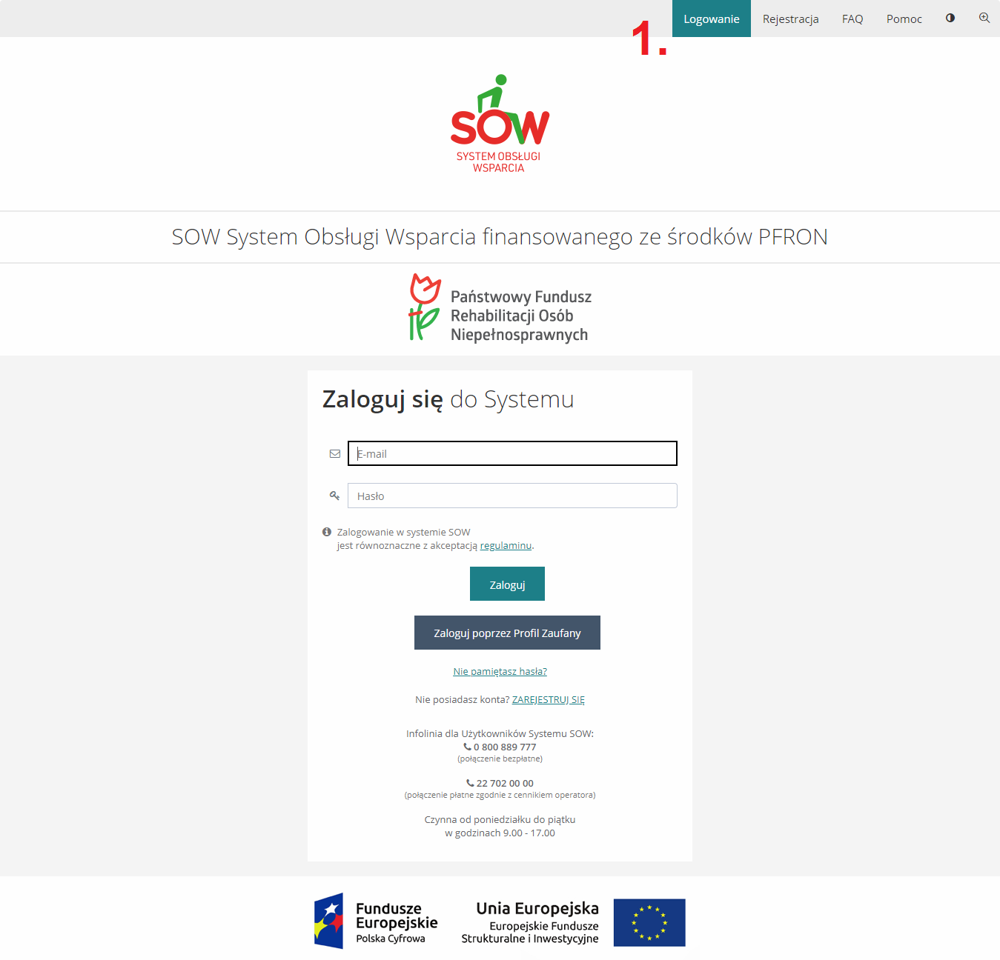 Logowanie Rejestracja FAQ Pomoc
1.
SOW
SYSTEM OBSŁUGI
WSPARCIA
SOW System Obsługi Wsparcia finansowanego ze środków PFRON
Państwowy Fundusz
Rehabilitacji Osób
Niepełnosprawnych
Zaloguj się do Systemu
E-mail
Hasło
Zalogowanie w systemie SOW
jest równoznaczne z akceptacją regulaminu.
Zaloguj
Zaloguj poprzez Profil Zaufany
Nie pamiętasz hasła?
Nie posiadasz konta? ZAREJESTRUJ SIĘ
Infolinia dla Użytkowników Systemu SOW:
0 800 889 777
(połączenie bezpłatne)
22 702 00 00
(połączenie płatne zgodnie z cennikiem operatora)
Czynna od poniedziałku do piątku
w godzinach 9.00 - 17.00
Fundusze
Europejskie
Polska Cyfrowa
Unia Europejska
Europejskie Fundusze
Strukturalne i Inwestycyjne